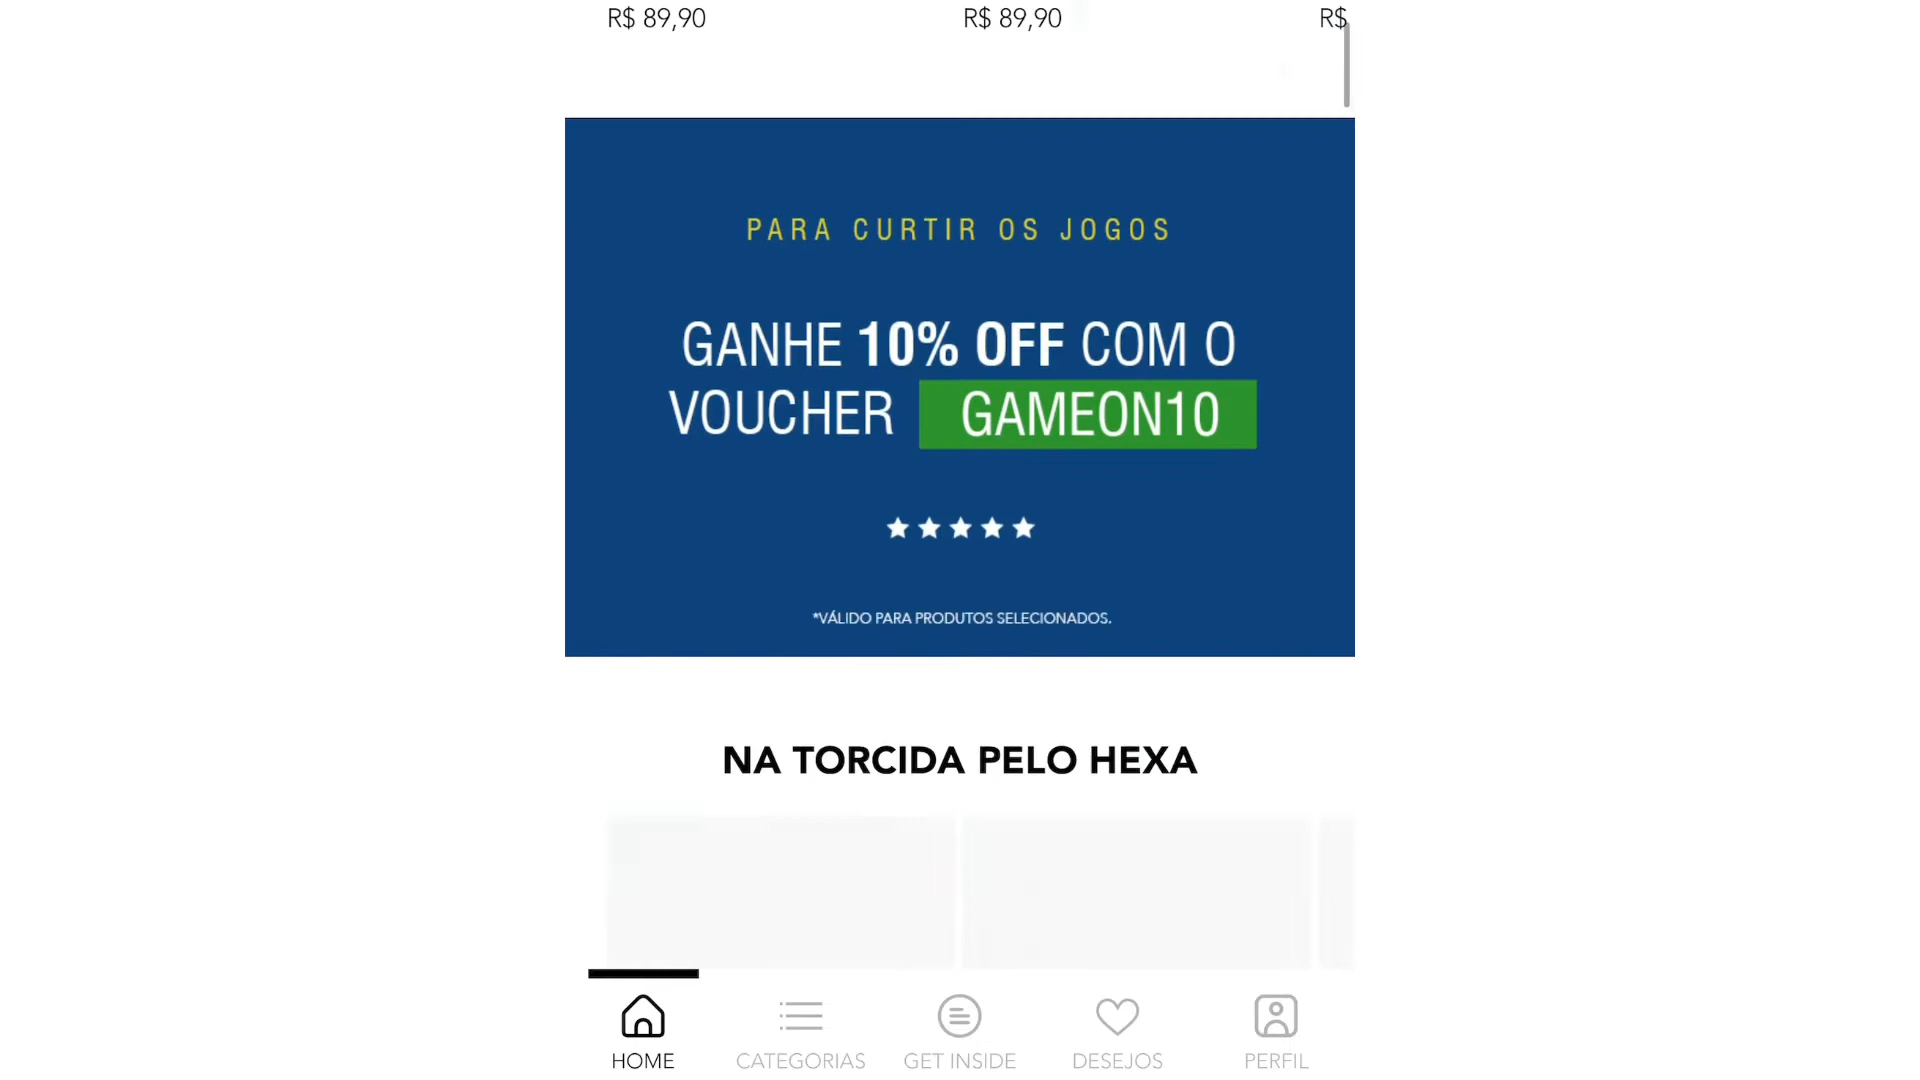 R$ 89,90 R$ 89,90 R$
PARA CURTIR OS JOGOS
GANHE 10% OFF COM O
VOUCHER GAMEON10
*VÁLIDO PARA PRODUTOS SELECIONADOS.
NA TORCIDA PELO HEXA
HOME CATEGORIAS GET INSIDE DESEJOS PERFIL